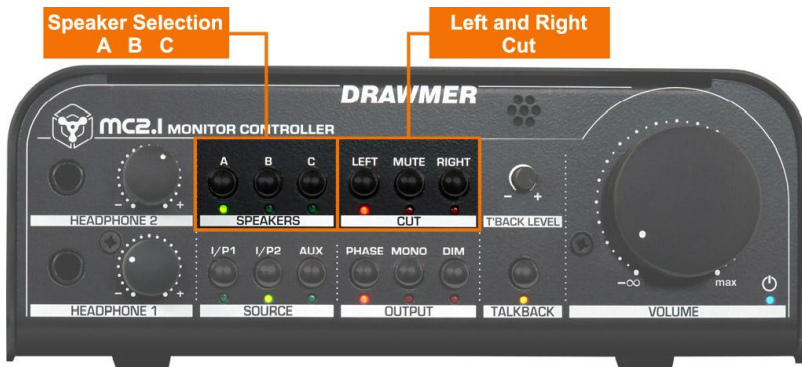 Speaker Selection
A B C
Left and Right
Cut
DRAWMER
MC2.1 MONITOR CONTROLLER
A B C
LEFT MUTE RIGHT
- +
- +
HEADPHONE 2
SPEAKERS
CUT
T'BACK LEVEL
I/P1 I/P2 AUX
PHASE MONO DIM
- +
-∞ max
HEADPHONE 1
SOURCE
OUTPUT
TALKBACK
VOLUME